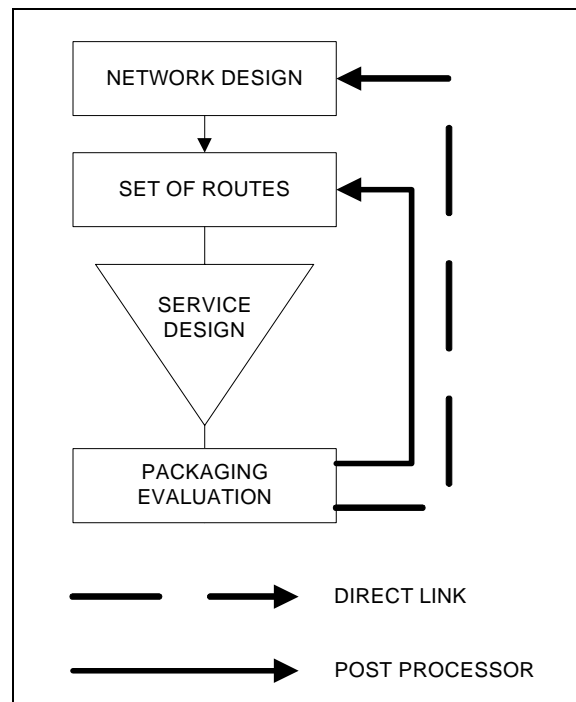 NETWORK DESIGN
SET OF ROUTES
SERVICE
DESIGN
PACKAGING
EVALUATION
DIRECT LINK
POST PROCESSOR